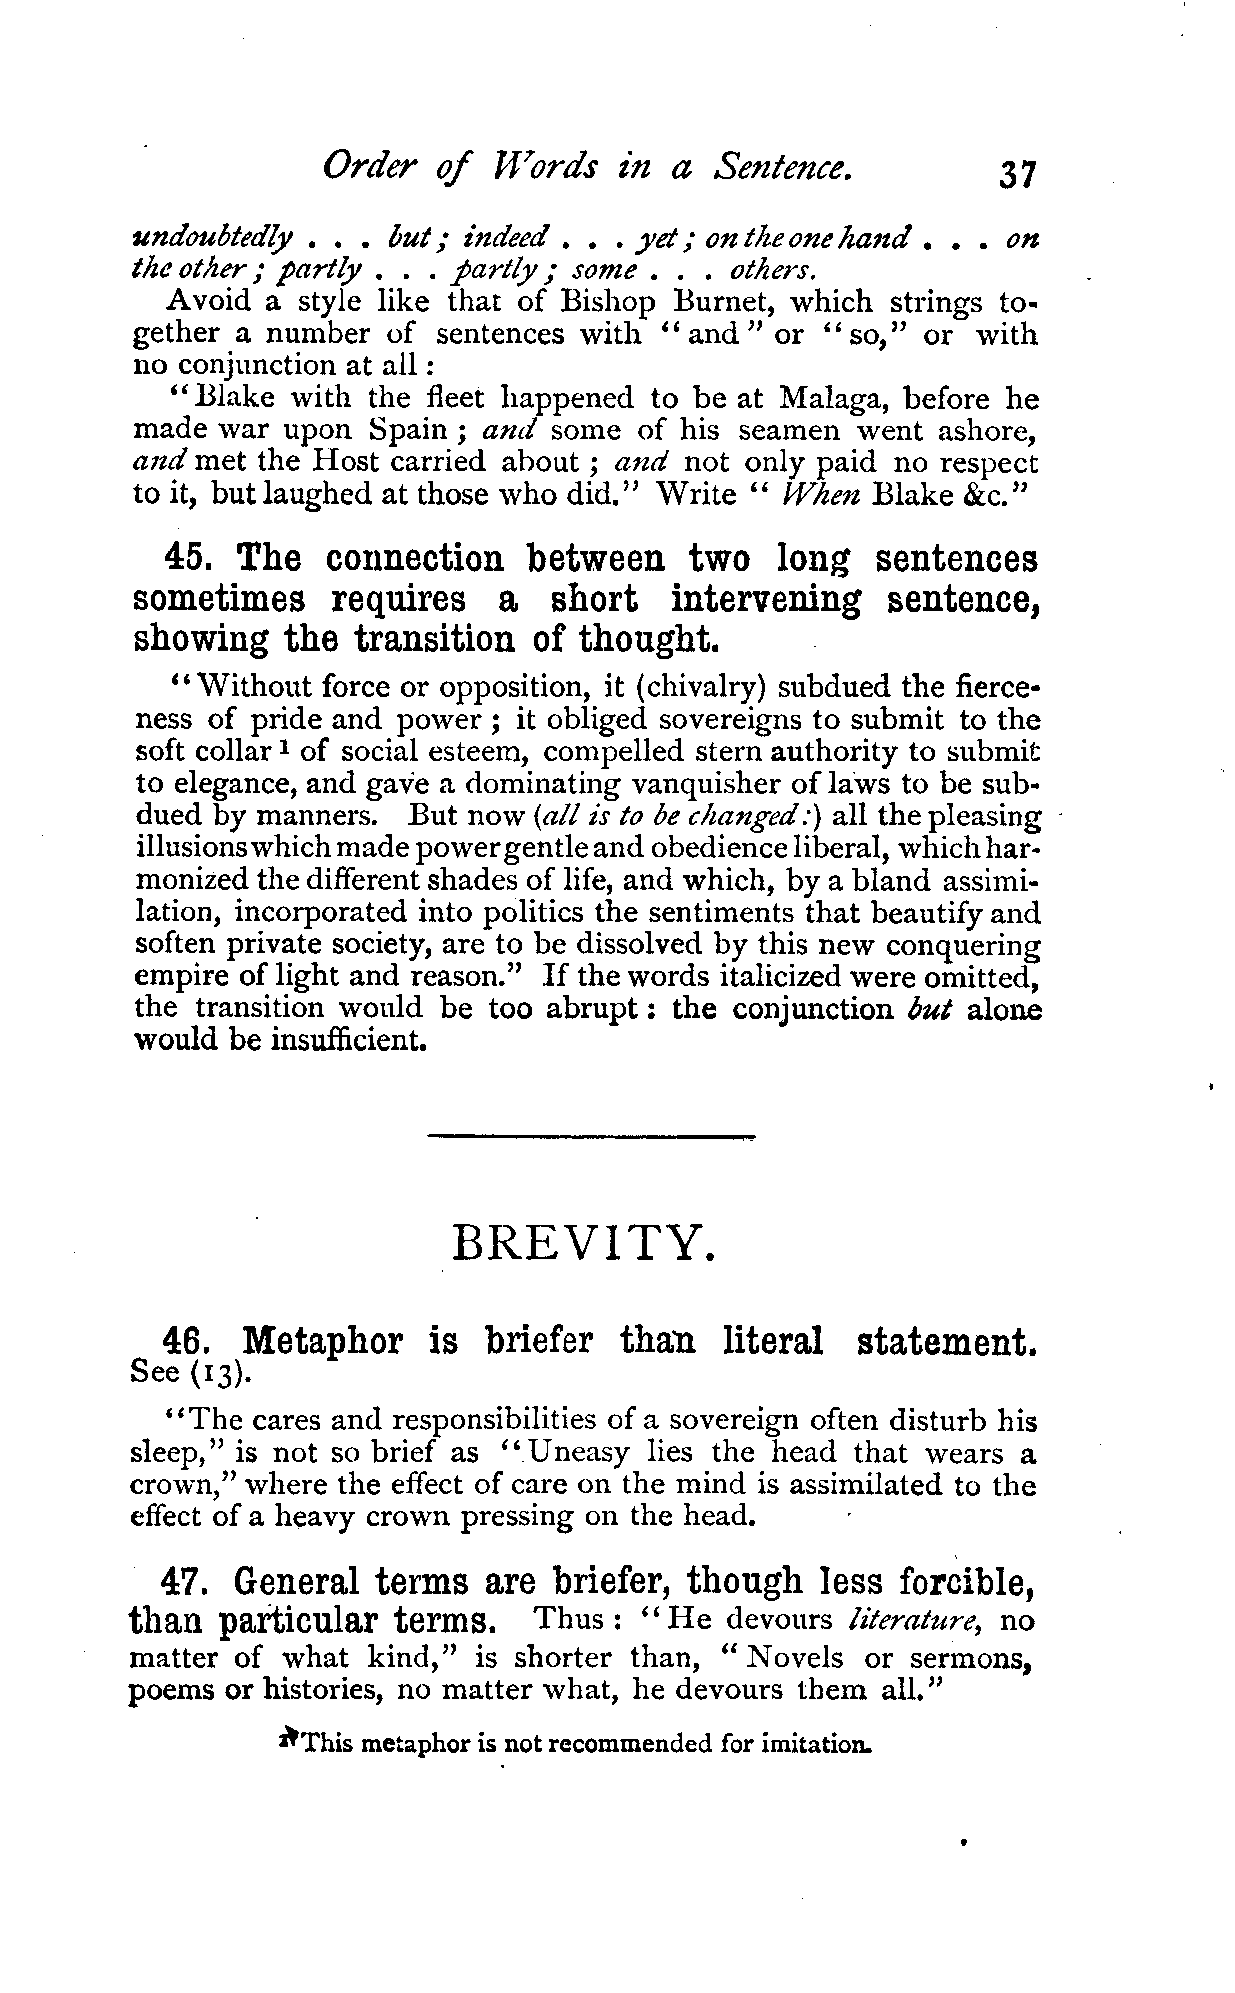 Order of Words in a Sentence. 37
undoubtedly . . . but; indeed . . . yet; on the one hand . . . on
the other; partly . . . partly; some . . . others.
Avoid a style like that of Bishop Burnet, which strings to-
gether a number of sentences with "and" or "so," or with
no conjunction at all:
"Blake with the fleet happened to be at Malaga, before he
made war upon Spain; and some of his seamen went ashore,
and met the Host carried about; and not only paid no respect
to it, but laughed at those who did." Write "When Blake &c."
45. The connection between two long sentences
sometimes requires a short intervening sentence,
showing the transition of thought.
"Without force or opposition, it (chivalry) subdued the fierce-
ness of pride and power; it obliged sovereigns to submit to the
soft collar¹ of social esteem, compelled stern authority to submit
to elegance, and gave a dominating vanquisher of laws to be sub-
dued by manners. But now (all is to be changed:) all the pleasing
illusions which made power gentle and obedience liberal, which har-
monized the different shades of life, and which, by a bland assimi-
lation, incorporated into politics the sentiments that beautify and
soften private society, are to be dissolved by this new conquering
empire of light and reason." If the words italicized were omitted,
the transition would be too abrupt: the conjunction but alone
would be insufficient.
BREVITY.
46. Metaphor is briefer than literal statement.
See (13).
"The cares and responsibilities of a sovereign often disturb his
sleep," is not so brief as "Uneasy lies the head that wears a
crown," where the effect of care on the mind is assimilated to the
effect of a heavy crown pressing on the head.
47. General terms are briefer, though less forcible,
than particular terms. Thus: "He devours literature, no
matter of what kind," is shorter than, "Novels or sermons,
poems or histories, no matter what, he devours them all."
¹ This metaphor is not recommended for imitation.